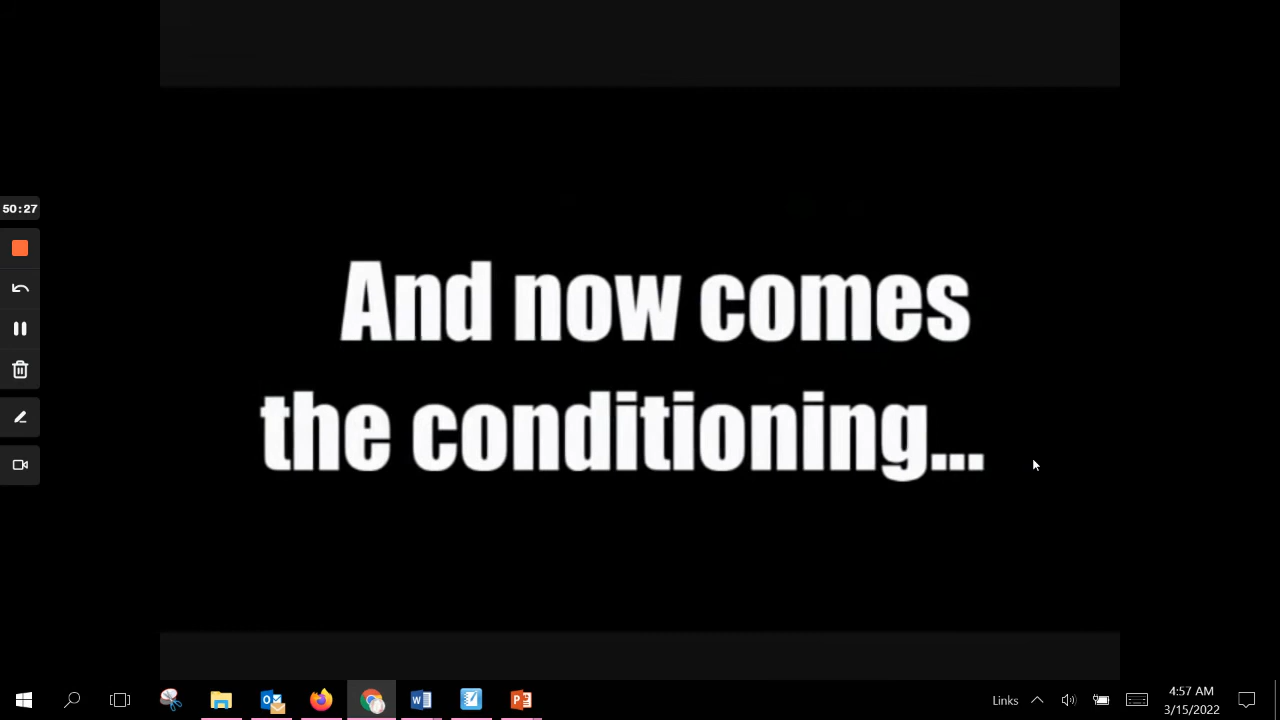 50:27
And now comes
the conditioning...
Links
4:57 AM
3/15/2022